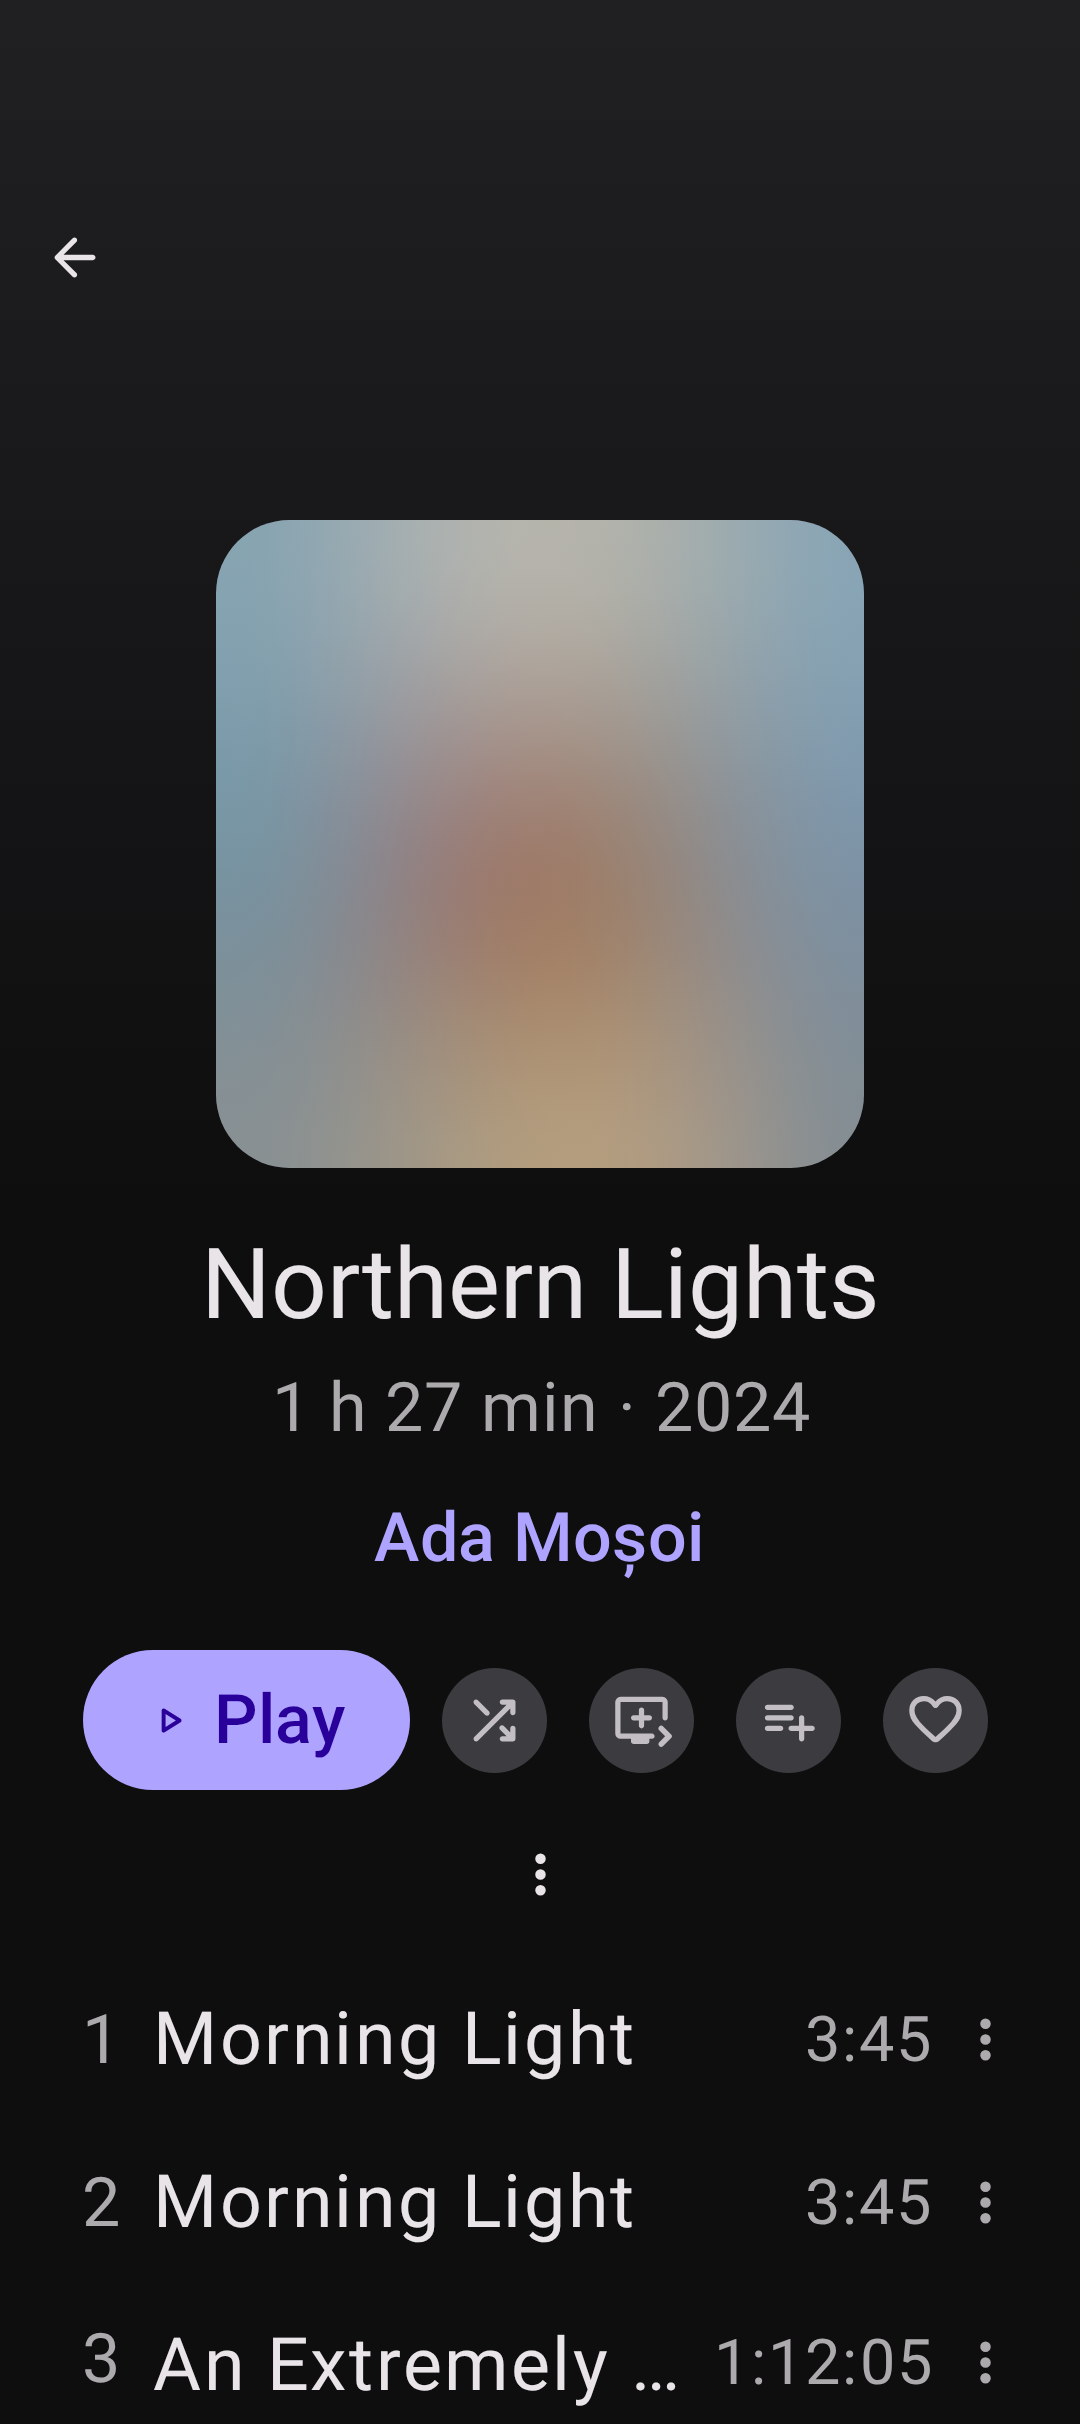 Northern Lights
1 h 27 min · 2024
Ada Moșoi
Play
1 Morning Light 3:45
2 Morning Light 3:45
3 An Extremely … 1:12:05